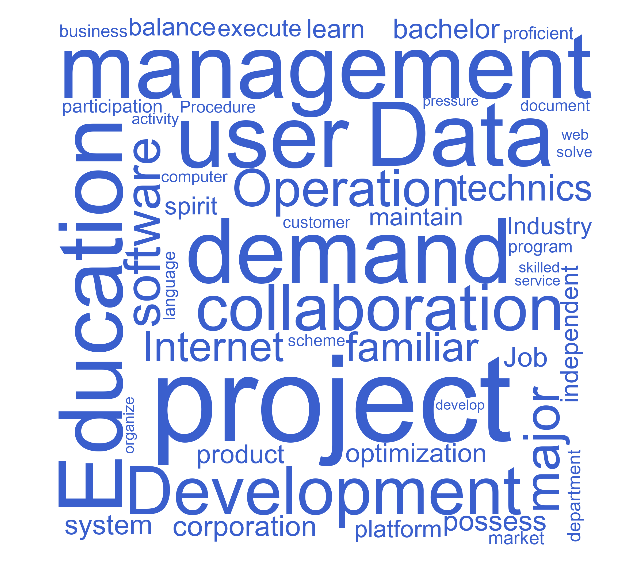 business balance execute learn bachelor proficient
management
participation Procedure pressure document
activity
user Data
web
solve
Education
software
computer
Operation technics
spirit
maintain
customer
Industry
language
demand
program
skilled
service
collaboration
independent
Internet scheme familiar Job
project
develop
organize
major
product optimization
Development
department
system corporation platform possess
market